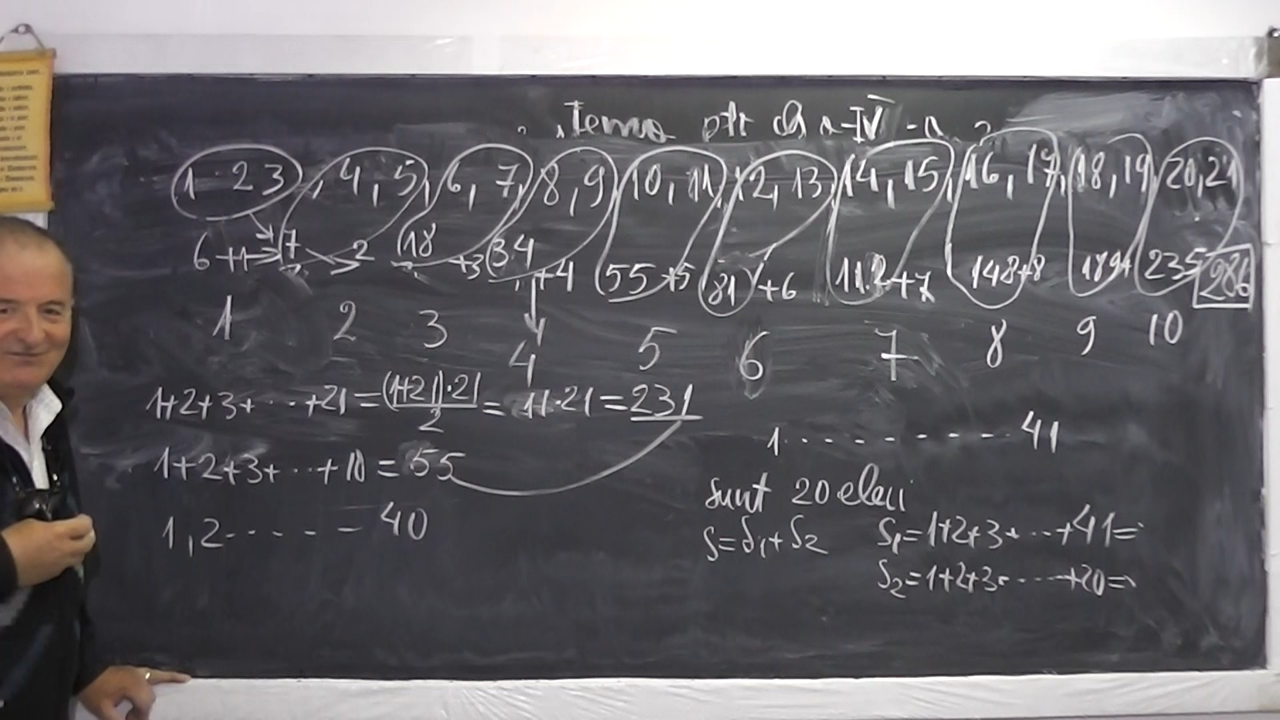 Tema ptr cls a-IV-a
1 2 3, 4, 5, 6, 7, 8, 9, 10, 11, 12, 13, 14, 15, 16, 17, 18, 19, 20, 21
6+1 7 2 18 +3 34 +4 55+5 81 +6 112+7 148+8 189+ 235 286
1 2 3 4 5 6 7 8 9 10
1+2+3+...+21=(1+21)·21/2=11·21=231
1 - - - - - - - - - 41
1+2+3+...+10=55
sunt 20 elevi
1,2 - - - - - 40
S=S₁+S₂ S₁=1+2+3+...+41=
S₂=1+2+3+.....+20=